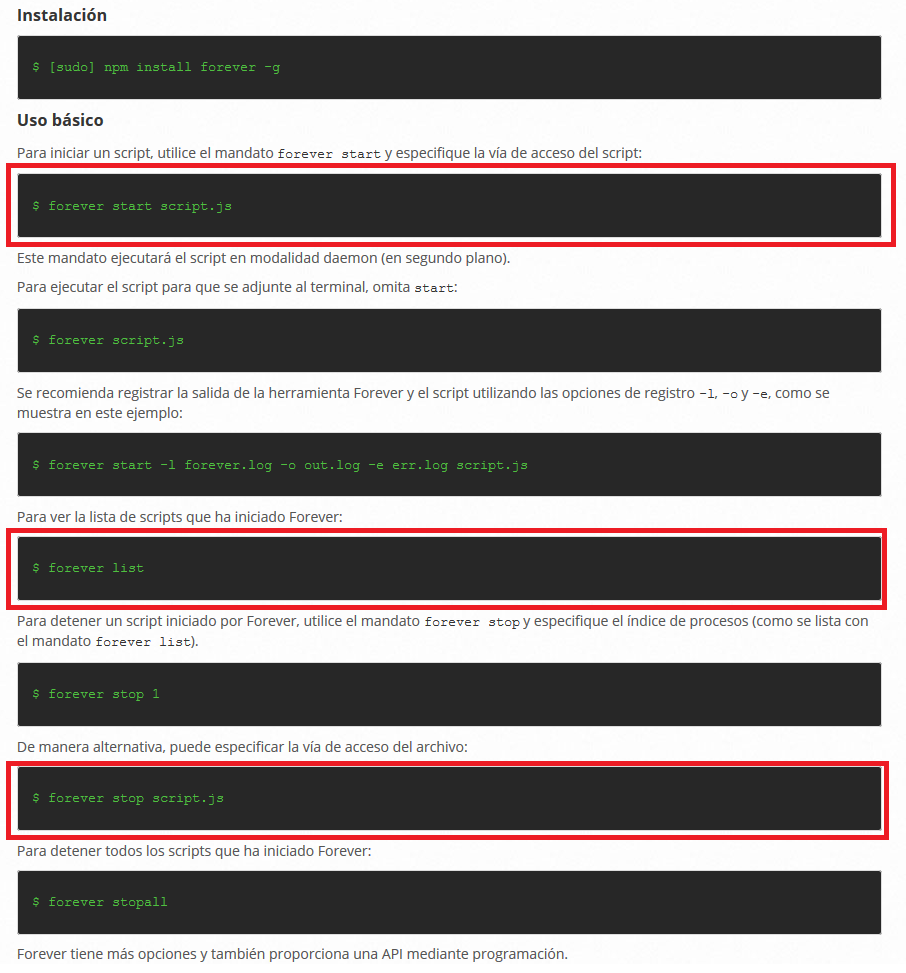 Instalación
$ [sudo] npm install forever -g
Uso básico
Para iniciar un script, utilice el mandato forever start y especifique la vía de acceso del script:
$ forever start script.js
Este mandato ejecutará el script en modalidad daemon (en segundo plano).
Para ejecutar el script para que se adjunte al terminal, omita start:
$ forever script.js
Se recomienda registrar la salida de la herramienta Forever y el script utilizando las opciones de registro -l, -o y -e, como se
muestra en este ejemplo:
$ forever start -l forever.log -o out.log -e err.log script.js
Para ver la lista de scripts que ha iniciado Forever:
$ forever list
Para detener un script iniciado por Forever, utilice el mandato forever stop y especifique el índice de procesos (como se lista con
el mandato forever list).
$ forever stop 1
De manera alternativa, puede especificar la vía de acceso del archivo:
$ forever stop script.js
Para detener todos los scripts que ha iniciado Forever:
$ forever stopall
Forever tiene más opciones y también proporciona una API mediante programación.